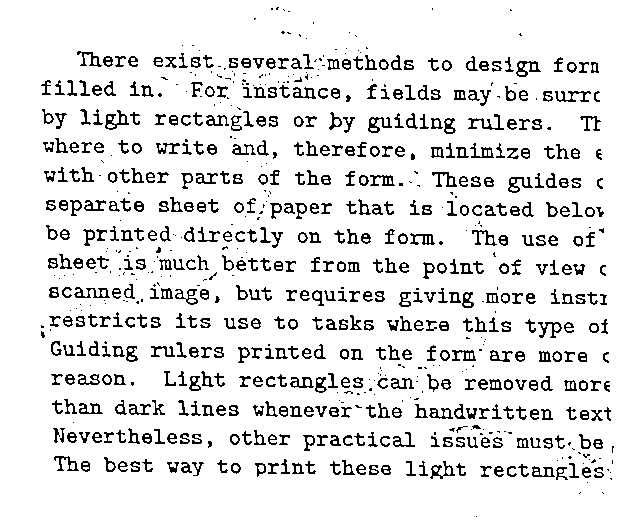 There exist several methods to design form
filled in. For instance, fields may be surro
by light rectangles or by guiding rulers. Th
where to write and, therefore, minimize the e
with other parts of the form. These guides c
separate sheet of paper that is located below
be printed directly on the form. The use of
sheet is much better from the point of view o
scanned image, but requires giving more instr
restricts its use to tasks where this type of
Guiding rulers printed on the form are more c
reason. Light rectangles can be removed more
than dark lines whenever the handwritten text
Nevertheless, other practical issues must be
The best way to print these light rectangles